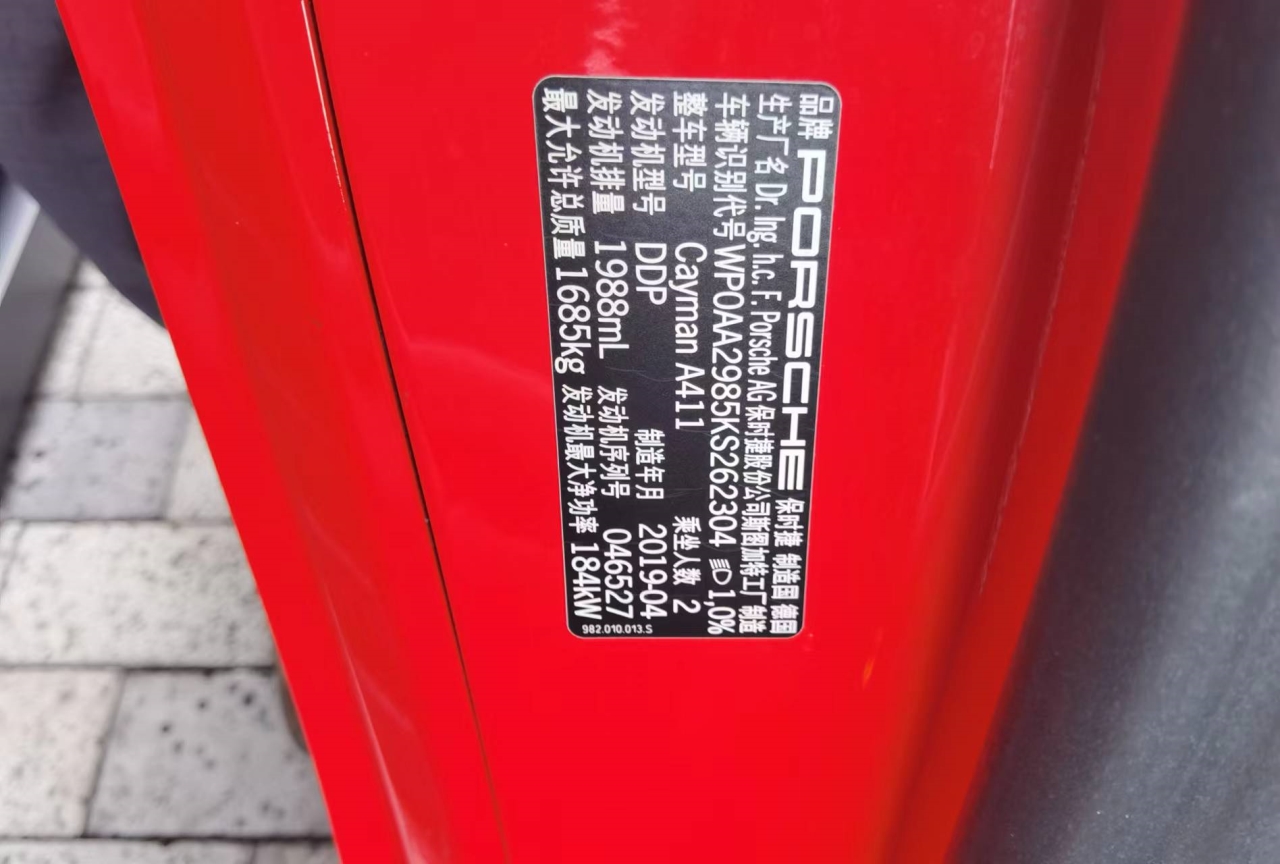 品牌 PORSCHE 保时捷 制造国 德国
生产厂名 Dr. Ing. h.c. F. Porsche AG 保时捷股份公司斯图加特工厂制造
车辆识别代号 WP0AA2985KS262304 1,0%
整车型号 Cayman A411 乘坐人数 2
发动机型号 DDP 制造年月 2019-04
发动机排量 1988mL 发动机序列号 046527
最大允许总质量 1685kg 发动机最大净功率 184kW
982.010.013.S